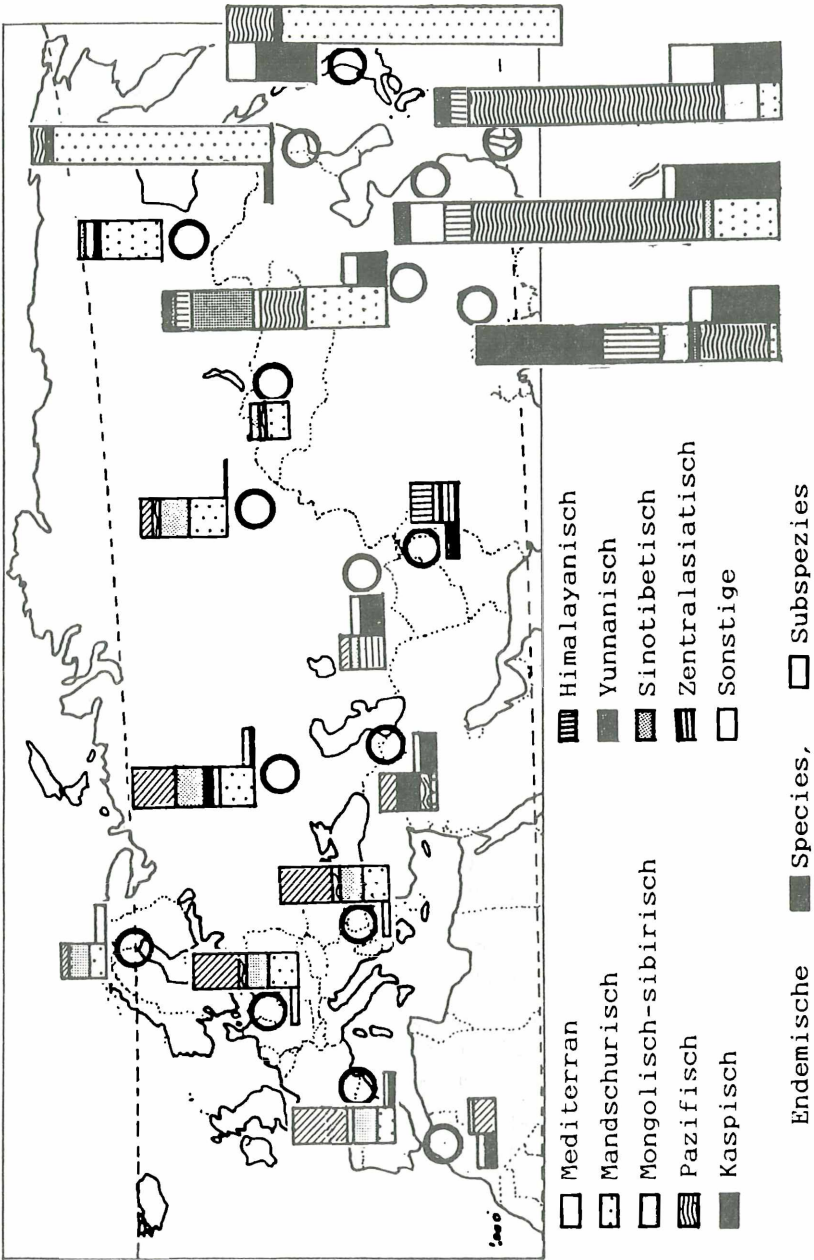 Mediterran
Mandschurisch
Mongolisch-sibirisch
Pazifisch
Kaspisch
Himalayanisch
Yunnanisch
Sinotibetisch
Zentralasiatisch
Sonstige
Endemische Species, Subspezies